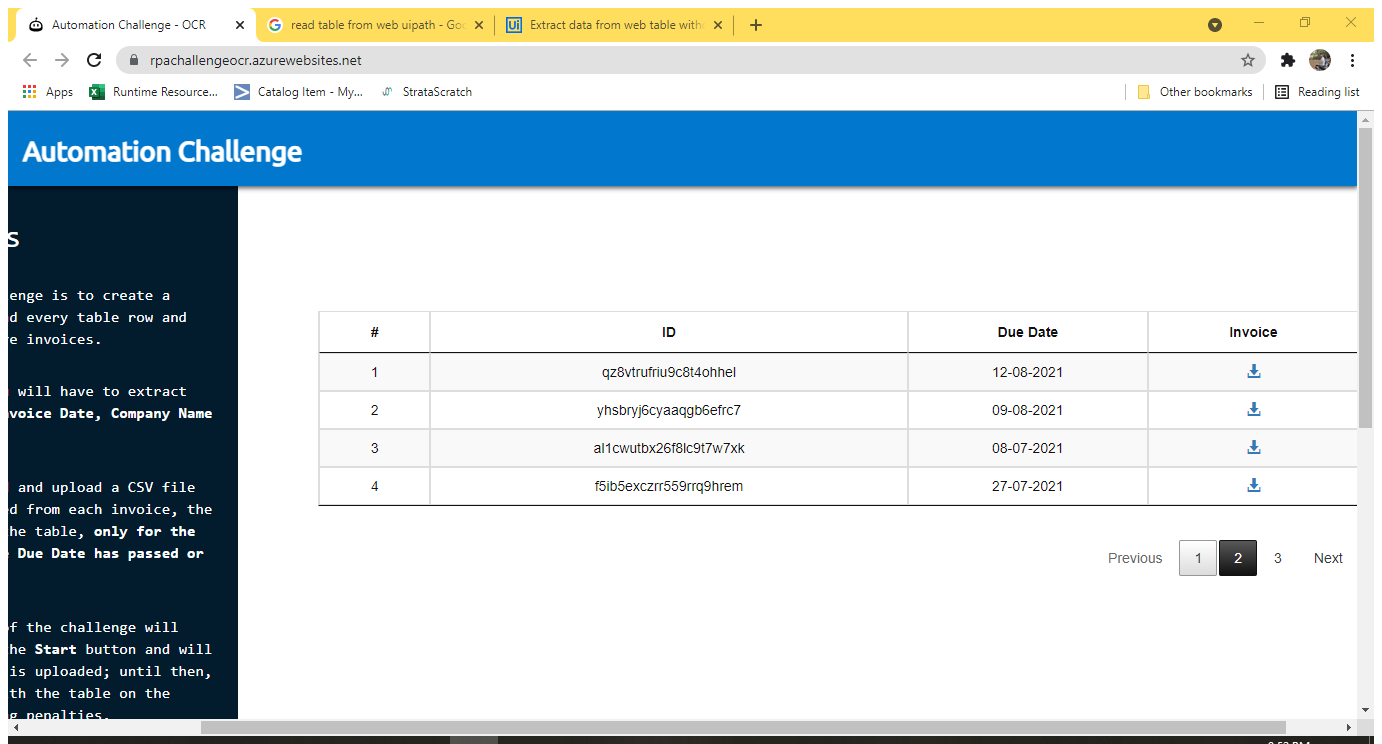 Automation Challenge - OCR
read table from web uipath - Goo
Extract data from web table with
rpachallengeocr.azurewebsites.net
Apps
Runtime Resource...
Catalog Item - My...
StrataScratch
Other bookmarks
Reading list
Automation Challenge
s
enge is to create a
d every table row and
e invoices.
will have to extract
voice Date, Company Name
and upload a CSV file
ed from each invoice, the
he table, only for the
Due Date has passed or
of the challenge will
he Start button and will
is uploaded; until then,
th the table on the
g penalties.
# ID Due Date Invoice
1 qz8vtrufriu9c8t4ohhel 12-08-2021
2 yhsbryj6cyaaqgb6efrc7 09-08-2021
3 al1cwutbx26f8lc9t7w7xk 08-07-2021
4 f5ib5exczrr559rrq9hrem 27-07-2021
Previous 1 2 3 Next